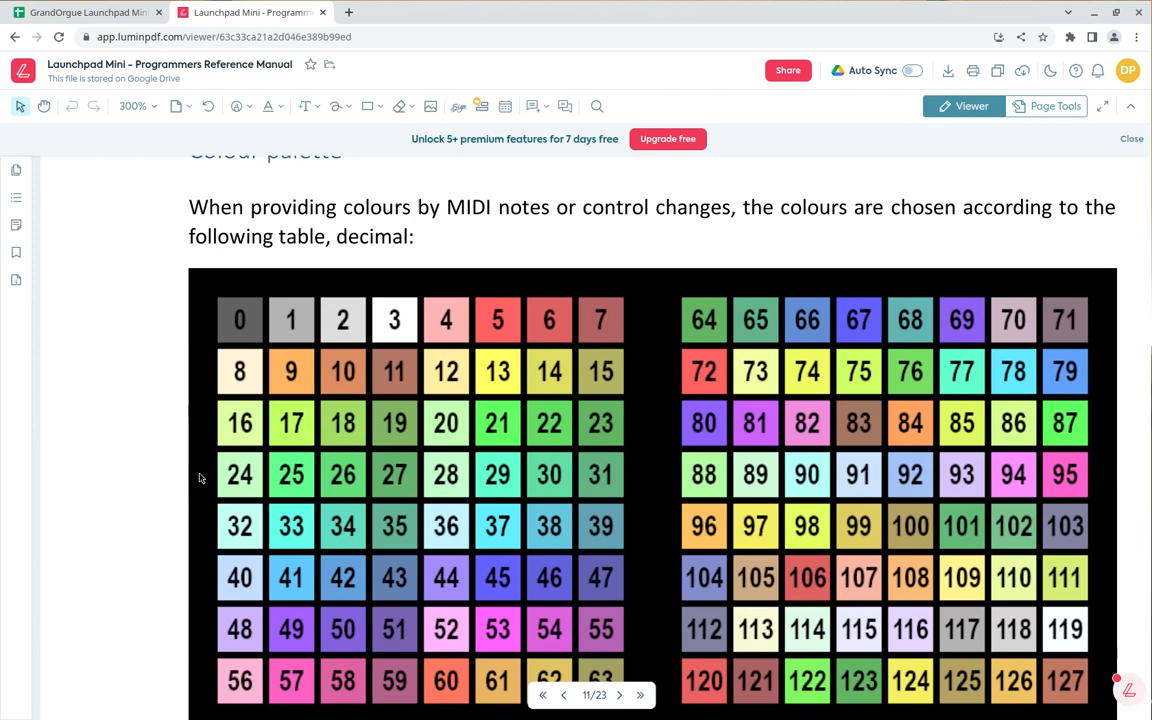 GrandOrgue Launchpad Mini
Launchpad Mini - Programm
app.luminpdf.com/viewer/63c33ca21a2d046e389b99ed
Launchpad Mini - Programmers Reference Manual
This file is stored on Google Drive
Share
Auto Sync
DP
300%
Viewer
Page Tools
Unlock 5+ premium features for 7 days free
Upgrade free
Close
Colour palette
When providing colours by MIDI notes or control changes, the colours are chosen according to the
following table, decimal:
0 1 2 3 4 5 6 7 64 65 66 67 68 69 70 71
8 9 10 11 12 13 14 15 72 73 74 75 76 77 78 79
16 17 18 19 20 21 22 23 80 81 82 83 84 85 86 87
24 25 26 27 28 29 30 31 88 89 90 91 92 93 94 95
32 33 34 35 36 37 38 39 96 97 98 99 100 101 102 103
40 41 42 43 44 45 46 47 104 105 106 107 108 109 110 111
48 49 50 51 52 53 54 55 112 113 114 115 116 117 118 119
56 57 58 59 60 61 62 63 120 121 122 123 124 125 126 127
11/23